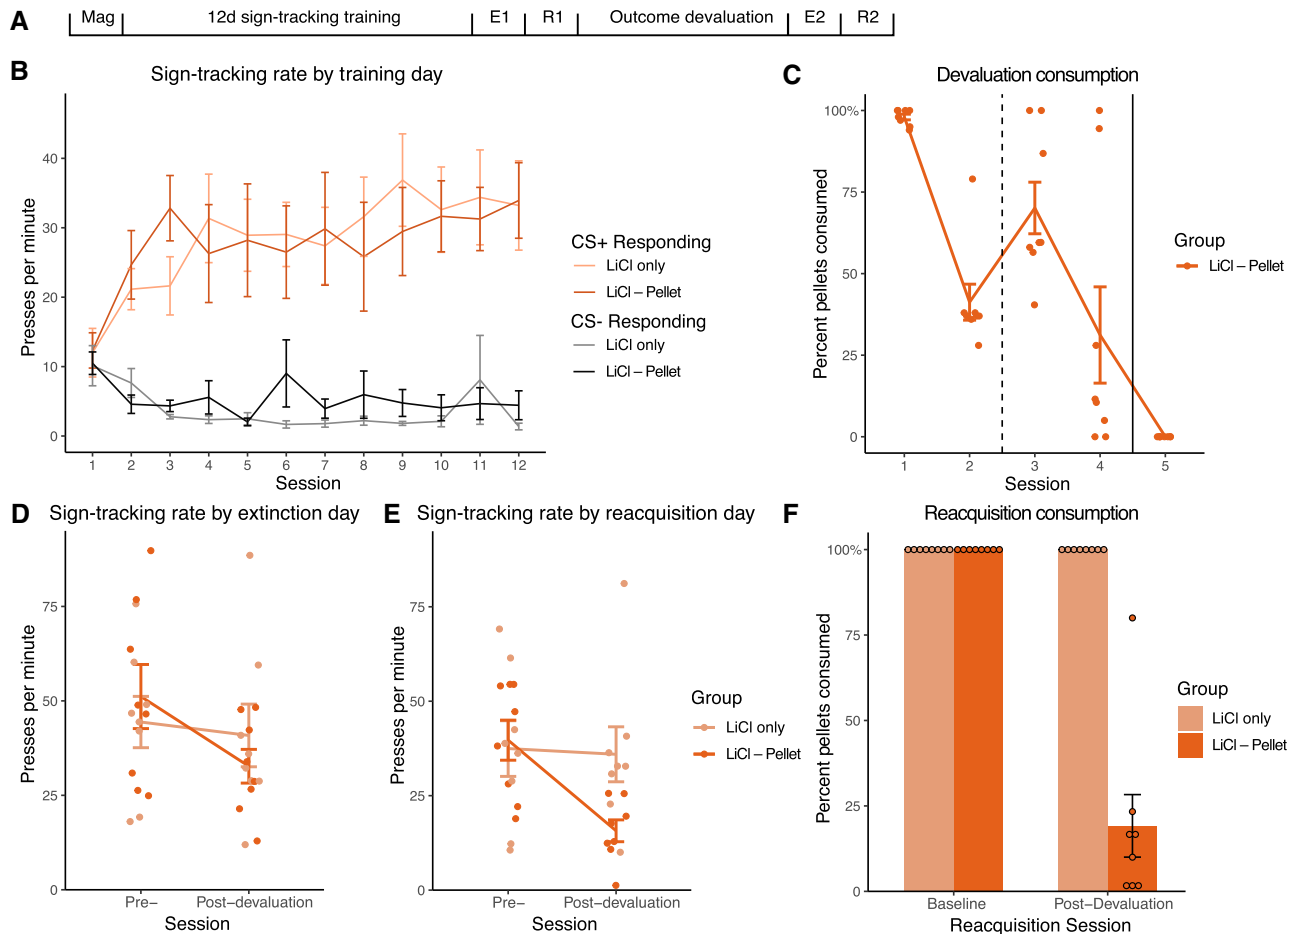 A
Mag
12d sign-tracking training
E1
R1
Outcome devaluation
E2
R2
B
Sign-tracking rate by training day
Presses per minute
40
30
20
10
0
1 2 3 4 5 6 7 8 9 10 11 12
Session
CS+ Responding
LiCl only
LiCl – Pellet
CS- Responding
LiCl only
LiCl – Pellet
C
Devaluation consumption
Percent pellets consumed
100%
75
50
25
0
1 2 3 4 5
Session
Group
LiCl – Pellet
D
Sign-tracking rate by extinction day
Presses per minute
75
50
25
0
Pre– Post–devaluation
Session
E
Sign-tracking rate by reacquisition day
Presses per minute
75
50
25
0
Pre– Post–devaluation
Session
Group
LiCl only
LiCl – Pellet
F
Reacquisition consumption
Percent pellets consumed
100%
75
50
25
0
Baseline Post–Devaluation
Reacquisition Session
Group
LiCl only
LiCl – Pellet